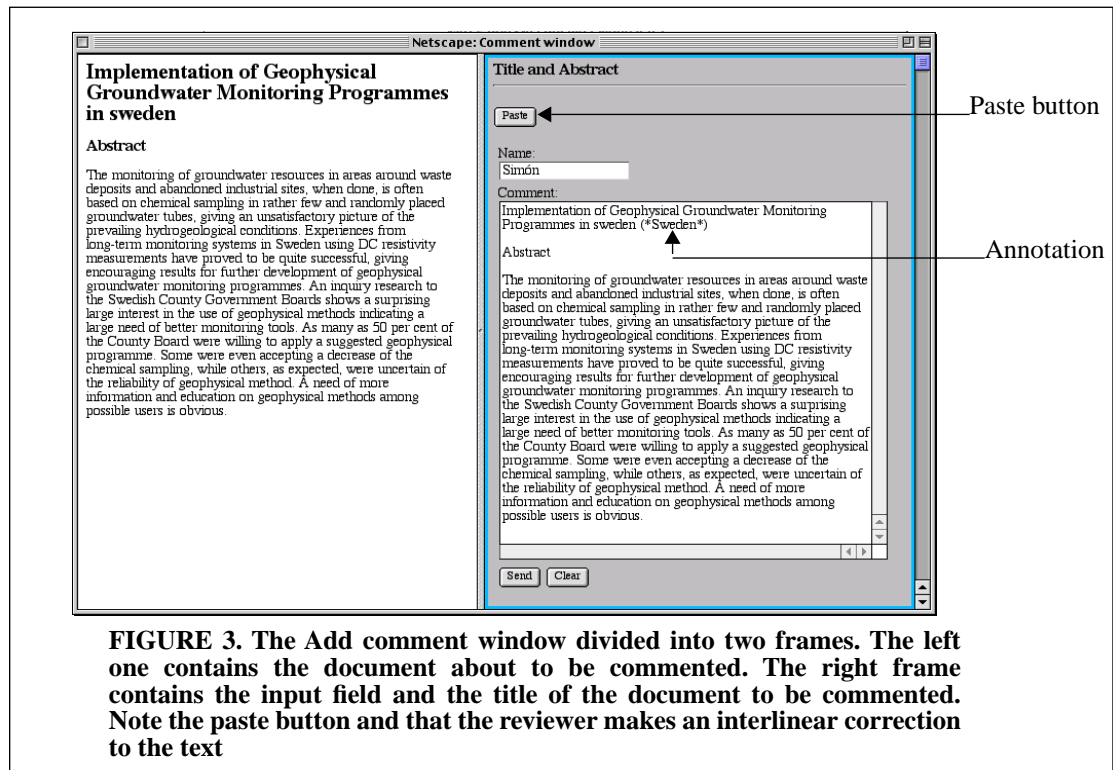 Netscape: Comment window
Implementation of Geophysical
Groundwater Monitoring Programmes
in sweden
Abstract
The monitoring of groundwater resources in areas around waste
deposits and abandoned industrial sites, when done, is often
based on chemical sampling in rather few and randomly placed
groundwater tubes, giving an unsatisfactory picture of the
prevailing hydrogeological conditions. Experiences from
long-term monitoring systems in Sweden using DC resistivity
measurements have proved to be quite successful, giving
encouraging results for further development of geophysical
groundwater monitoring programmes. An inquiry research to
the Swedish County Government Boards shows a surprising
large interest in the use of geophysical methods indicating a
large need of better monitoring tools. As many as 50 per cent of
the County Board were willing to apply a suggested geophysical
programme. Some were even accepting a decrease of the
chemical sampling, while others, as expected, were uncertain of
the reliability of geophysical method. A need of more
information and education on geophysical methods among
possible users is obvious.
Title and Abstract
Paste
Paste button
Name:
Simón
Comment:
Implementation of Geophysical Groundwater Monitoring
Programmes in sweden (*Sweden*)
Annotation
Abstract
The monitoring of groundwater resources in areas around waste
deposits and abandoned industrial sites, when done, is often
based on chemical sampling in rather few and randomly placed
groundwater tubes, giving an unsatisfactory picture of the
prevailing hydrogeological conditions. Experiences from
long-term monitoring systems in Sweden using DC resistivity
measurements have proved to be quite successful, giving
encouraging results for further development of geophysical
groundwater monitoring programmes. An inquiry research to
the Swedish County Government Boards shows a surprising
large interest in the use of geophysical methods indicating a
large need of better monitoring tools. As many as 50 per cent of
the County Board were willing to apply a suggested geophysical
programme. Some were even accepting a decrease of the
chemical sampling, while others, as expected, were uncertain of
the reliability of geophysical method. A need of more
information and education on geophysical methods among
possible users is obvious.
Send Clear
FIGURE 3. The Add comment window divided into two frames. The left
one contains the document about to be commented. The right frame
contains the input field and the title of the document to be commented.
Note the paste button and that the reviewer makes an interlinear correction
to the text